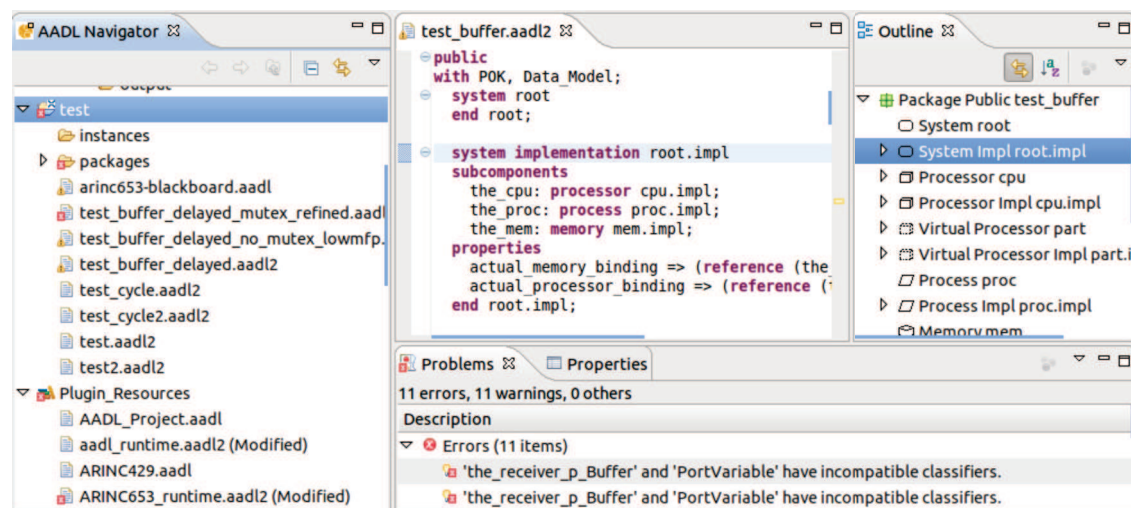 AADL Navigator
test
instances
packages
arinc653-blackboard.aadl
test_buffer_delayed_mutex_refined.aadl
test_buffer_delayed_no_mutex_lowmfp.
test_buffer_delayed.aadl2
test_cycle.aadl2
test_cycle2.aadl2
test.aadl2
test2.aadl2
Plugin_Resources
AADL_Project.aadl
aadl_runtime.aadl2 (Modified)
ARINC429.aadl
ARINC653_runtime.aadl2 (Modified)
test_buffer.aadl2
public
with POK, Data_Model;
system root
end root;
system implementation root.impl
subcomponents
the_cpu: processor cpu.impl;
the_proc: process proc.impl;
the_mem: memory mem.impl;
properties
actual_memory_binding => (reference (the_
actual_processor_binding => (reference (
end root.impl;
Outline
Package Public test_buffer
System root
System Impl root.impl
Processor cpu
Processor Impl cpu.impl
Virtual Processor part
Virtual Processor Impl part.i
Process proc
Process Impl proc.impl
Memory mem
Problems
Properties
11 errors, 11 warnings, 0 others
Description
Errors (11 items)
'the_receiver_p_Buffer' and 'PortVariable' have incompatible classifiers.
'the_receiver_p_Buffer' and 'PortVariable' have incompatible classifiers.